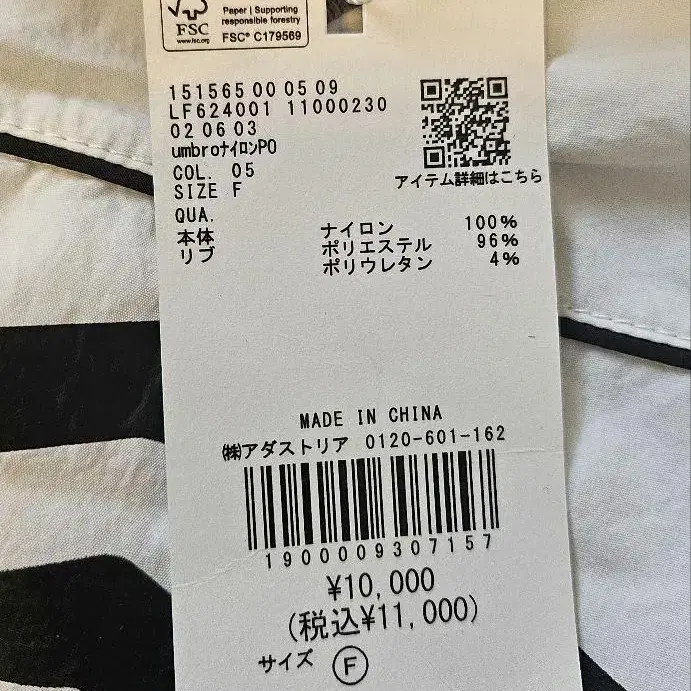 FSC
www.fsc.org
Paper | Supporting
responsible forestry
FSC® C179569
151565 00 05 09
LF624001 11000230
02 06 03
umbroナイロンPO
COL. 05
SIZE F
QUA.
アイテム詳細はこちら
本体 ナイロン 100%
リブ ポリエステル 96%
ポリウレタン 4%
MADE IN CHINA
㈱アダストリア 0120-601-162
1900009307157
¥10,000
(税込¥11,000)
サイズ Ⓕ